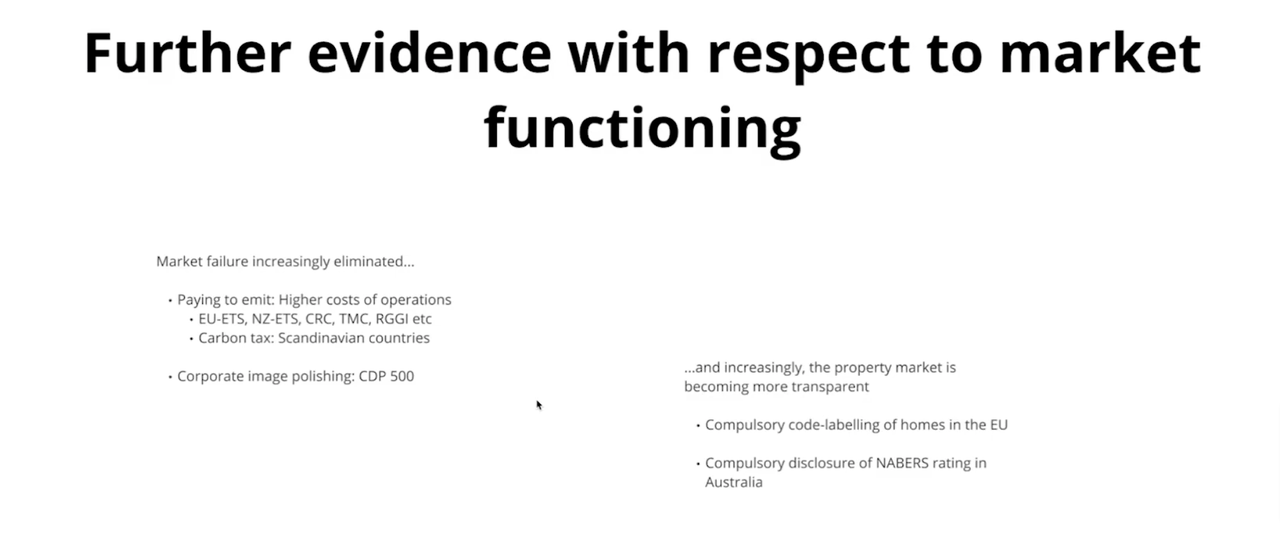 Further evidence with respect to market
functioning
Market failure increasingly eliminated...
• Paying to emit: Higher costs of operations
• EU-ETS, NZ-ETS, CRC, TMC, RGGI etc
• Carbon tax: Scandinavian countries
• Corporate image polishing: CDP 500
...and increasingly, the property market is
becoming more transparent
• Compulsory code-labelling of homes in the EU
• Compulsory disclosure of NABERS rating in
Australia